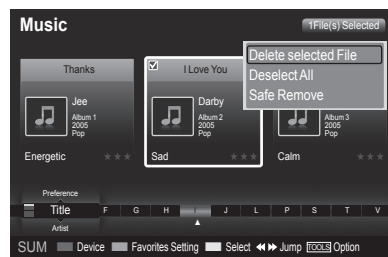 Music
1File(s) Selected
Delete selected File
Deselect All
Safe Remove
Thanks
I Love You
Jee
Album 1
2005
Pop
Darby
Album 2
2005
Pop
Album 3
2005
Pop
Energetic
Sad
Calm
Preference
Title F G H I J L P S T V
Artist
SUM Device Favorites Setting Select Jump TOOLS Option